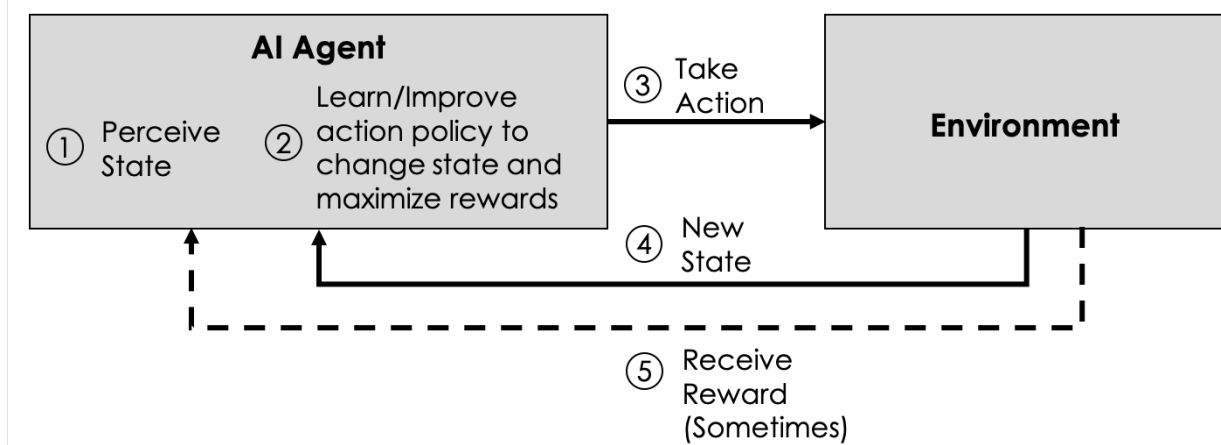 AI Agent
① Perceive
State
② Learn/Improve
action policy to
change state and
maximize rewards
③ Take
Action
Environment
④ New
State
⑤ Receive
Reward
(Sometimes)